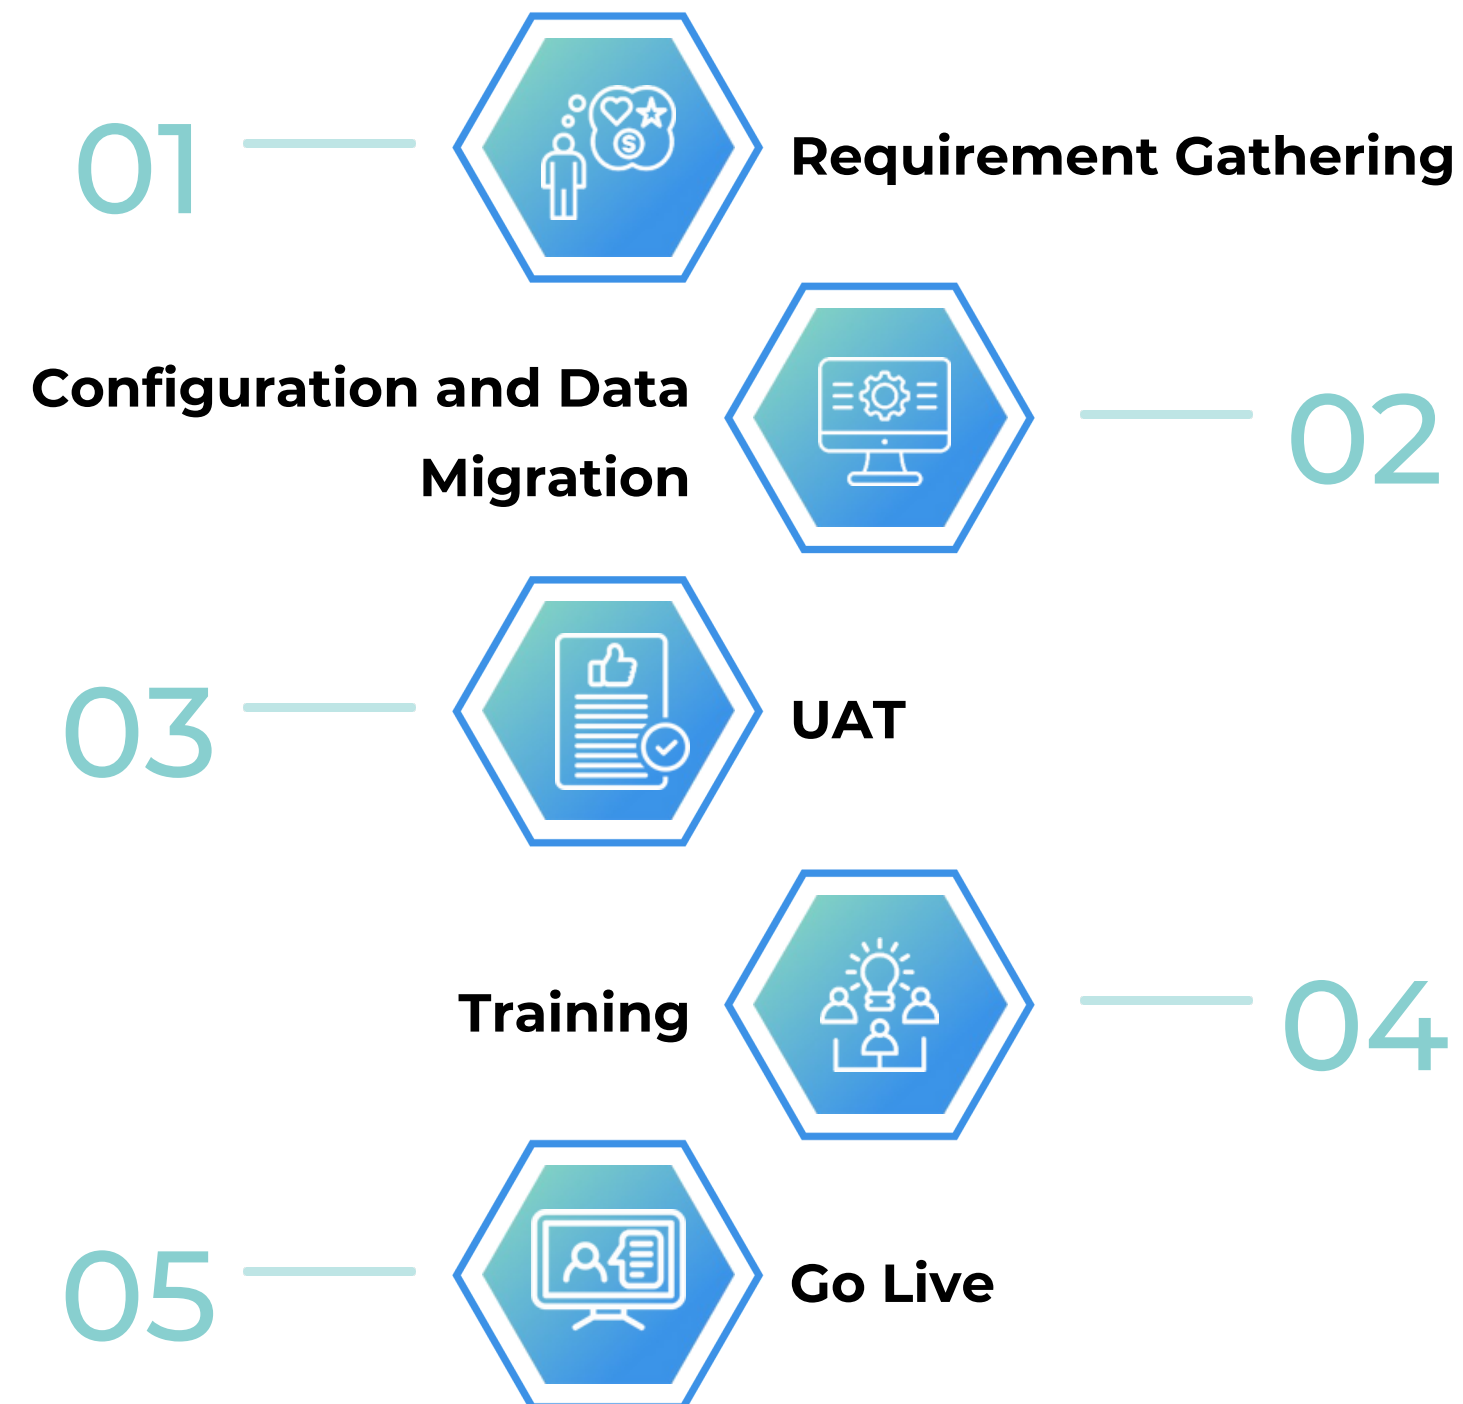 01
Requirement Gathering
Configuration and Data
Migration
02
03
UAT
Training
04
05
Go Live